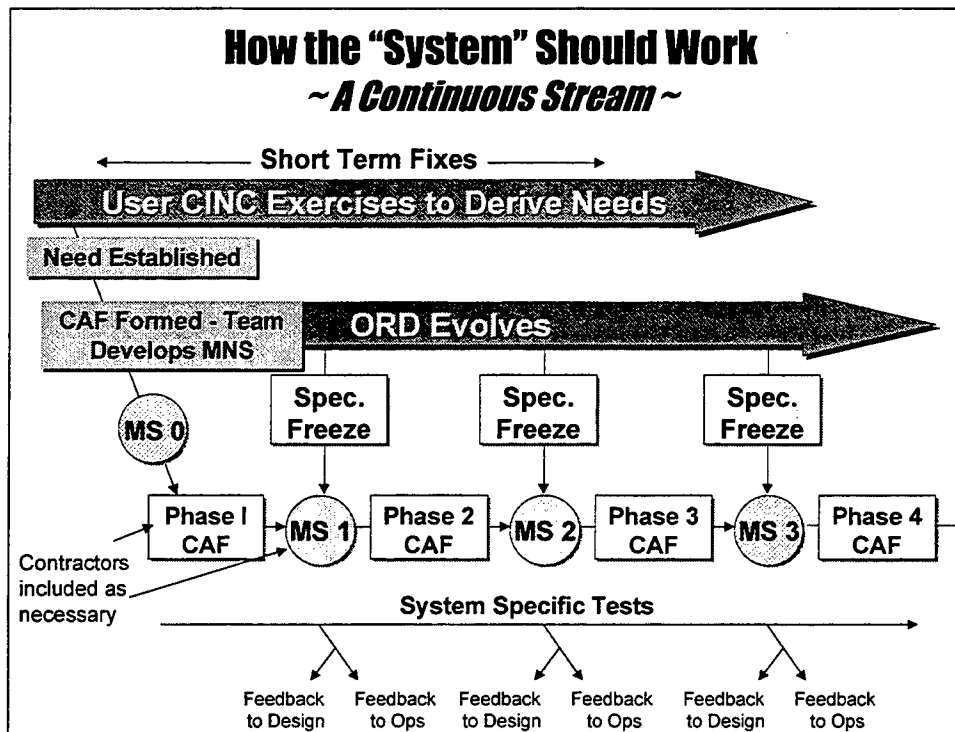 How the “System” Should Work
~ A Continuous Stream ~
Short Term Fixes
User CINC Exercises to Derive Needs
Need Established
CAF Formed - Team
Develops MNS
ORD Evolves
Spec.
Freeze
Spec.
Freeze
Spec.
Freeze
MS 0
Phase I
CAF
MS 1
Phase 2
CAF
MS 2
Phase 3
CAF
MS 3
Phase 4
CAF
Contractors
included as
necessary
System Specific Tests
Feedback
to Design
Feedback
to Ops
Feedback
to Design
Feedback
to Ops
Feedback
to Design
Feedback
to Ops